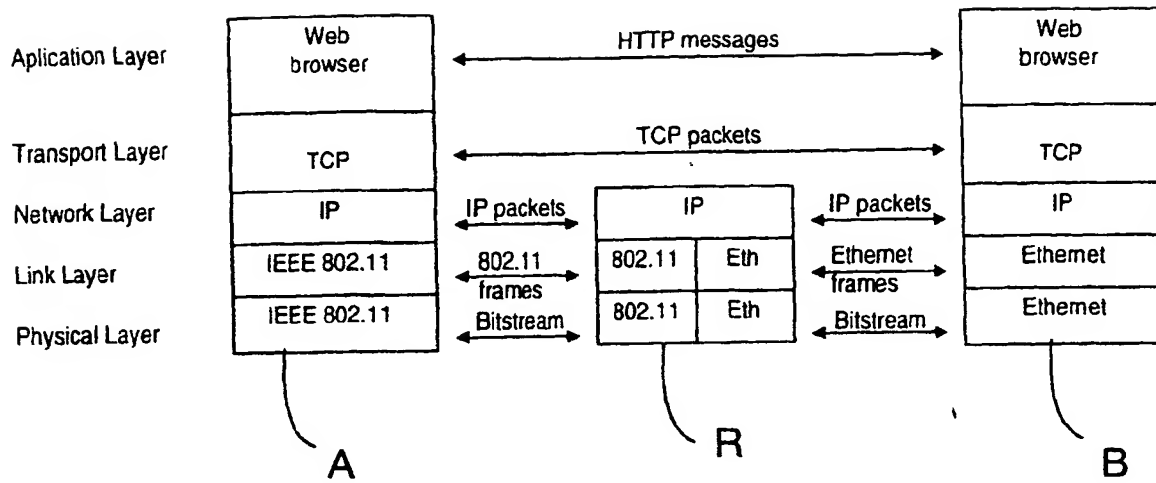 Aplication Layer
Web
browser
HTTP messages
Web
browser
Transport Layer
TCP
TCP packets
TCP
Network Layer
IP
IP packets
IP
IP packets
IP
Link Layer
IEEE 802.11
802.11
frames
802.11
Eth
Ethernet
frames
Ethernet
Physical Layer
IEEE 802.11
Bitstream
802.11
Eth
Bitstream
Ethernet
A
R
B